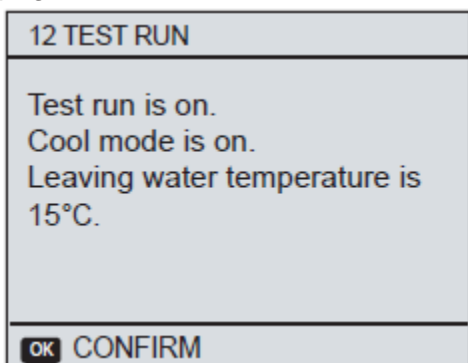 12 TEST RUN
Test run is on.
Cool mode is on.
Leaving water temperature is
15°C.
OK CONFIRM